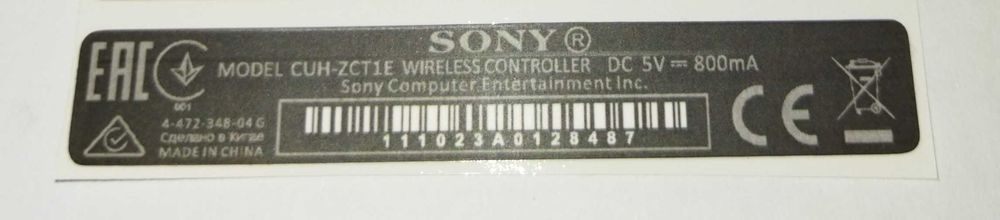 SONY ®
EAC
MODEL CUH-ZCT1E WIRELESS CONTROLLER DC 5V⎓800mA
Sony Computer Entertainment Inc.
001
4-472-348-04 G
Сделано в Китае
MADE IN CHINA
111023A0128487
CE